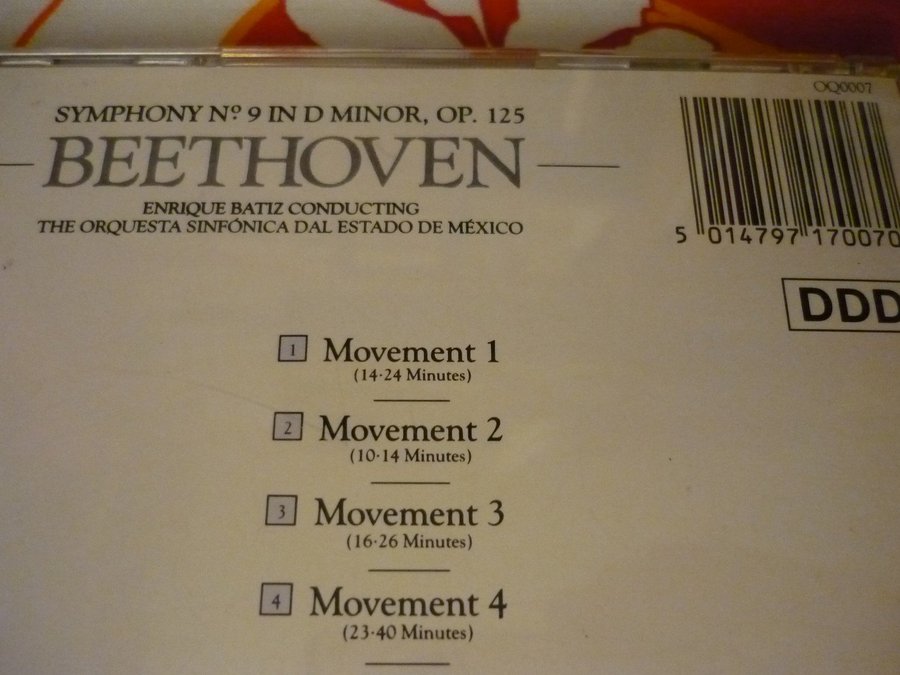 OQ0007
SYMPHONY Nº 9 IN D MINOR, OP. 125
BEETHOVEN
ENRIQUE BATIZ CONDUCTING
THE ORQUESTA SINFÓNICA DAL ESTADO DE MÉXICO
5 014797 170070
DDD
1 Movement 1
(14·24 Minutes)
2 Movement 2
(10·14 Minutes)
3 Movement 3
(16·26 Minutes)
4 Movement 4
(23·40 Minutes)